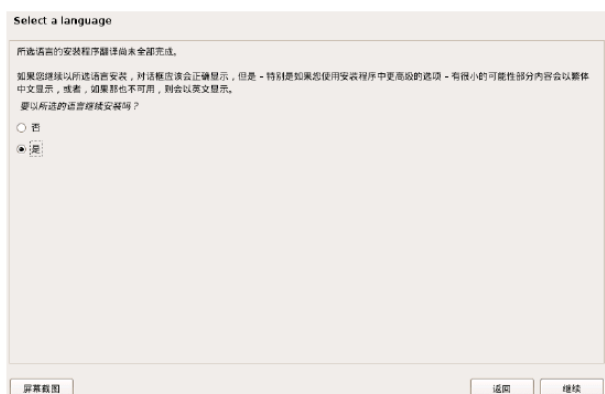 Select a language
所选语言的安装程序翻译尚未全部完成。
如果您继续以所选语言安装，对话框应该会正确显示，但是 - 特别是如果您使用安装程序中更高级的选项 - 有很小的可能性部分内容会以繁体
中文显示，或者，如果那也不可用，则会以英文显示。
要以所选的语言继续安装吗？
否
是
屏幕截图
返回
继续